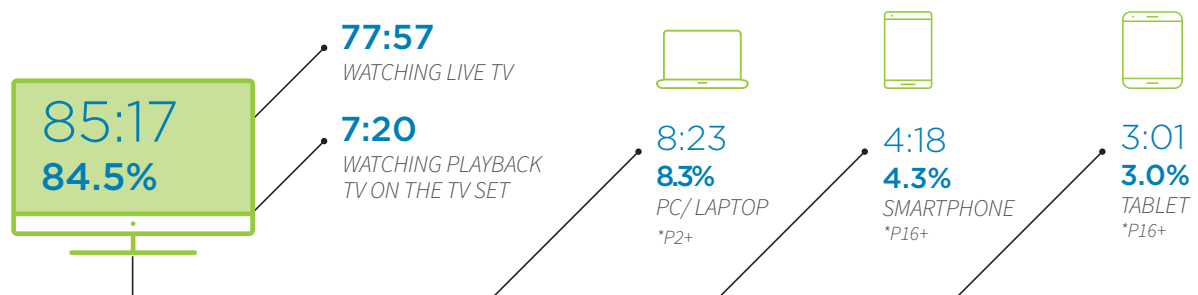 85:17
84.5%
77:57
WATCHING LIVE TV
7:20
WATCHING PLAYBACK
TV ON THE TV SET
8:23
8.3%
PC/ LAPTOP
*P2+
4:18
4.3%
SMARTPHONE
*P16+
3:01
3.0%
TABLET
*P16+